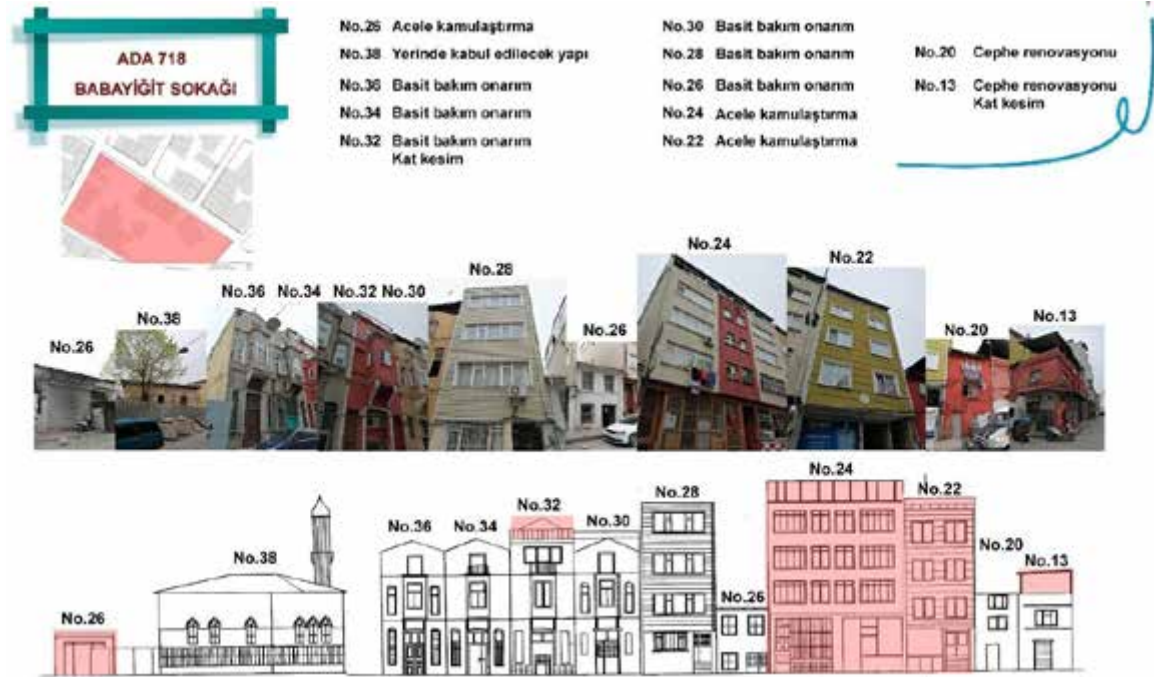 ADA 718
BABAYİĞİT SOKAĞI
No.26 Acele kamulaştırma
No.38 Yerinde kabul edilecek yapı
No.36 Basit bakım onarım
No.34 Basit bakım onarım
No.32 Basit bakım onarım
Kat kesim
No.30 Basit bakım onarım
No.28 Basit bakım onarım
No.26 Basit bakım onarım
No.24 Acele kamulaştırma
No.22 Acele kamulaştırma
No.20 Cephe renovasyonu
No.13 Cephe renovasyonu
Kat kesim
No.26
No.38
No.36
No.34
No.32
No.30
No.28
No.26
No.24
No.22
No.20
No.13
No.26
No.38
No.36
No.34
No.32
No.30
No.28
No.26
No.24
No.22
No.20
No.13